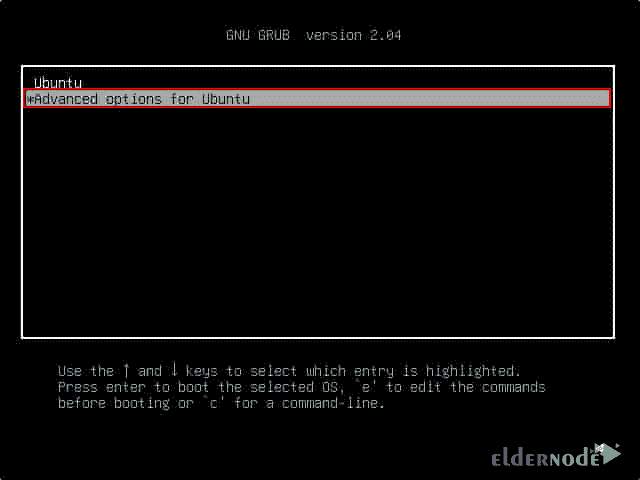 GNU GRUB  version 2.04
Ubuntu
*Advanced options for Ubuntu
Use the ↑ and ↓ keys to select which entry is highlighted.
Press enter to boot the selected OS, `e' to edit the commands
before booting or `c' for a command-line.
elderNode